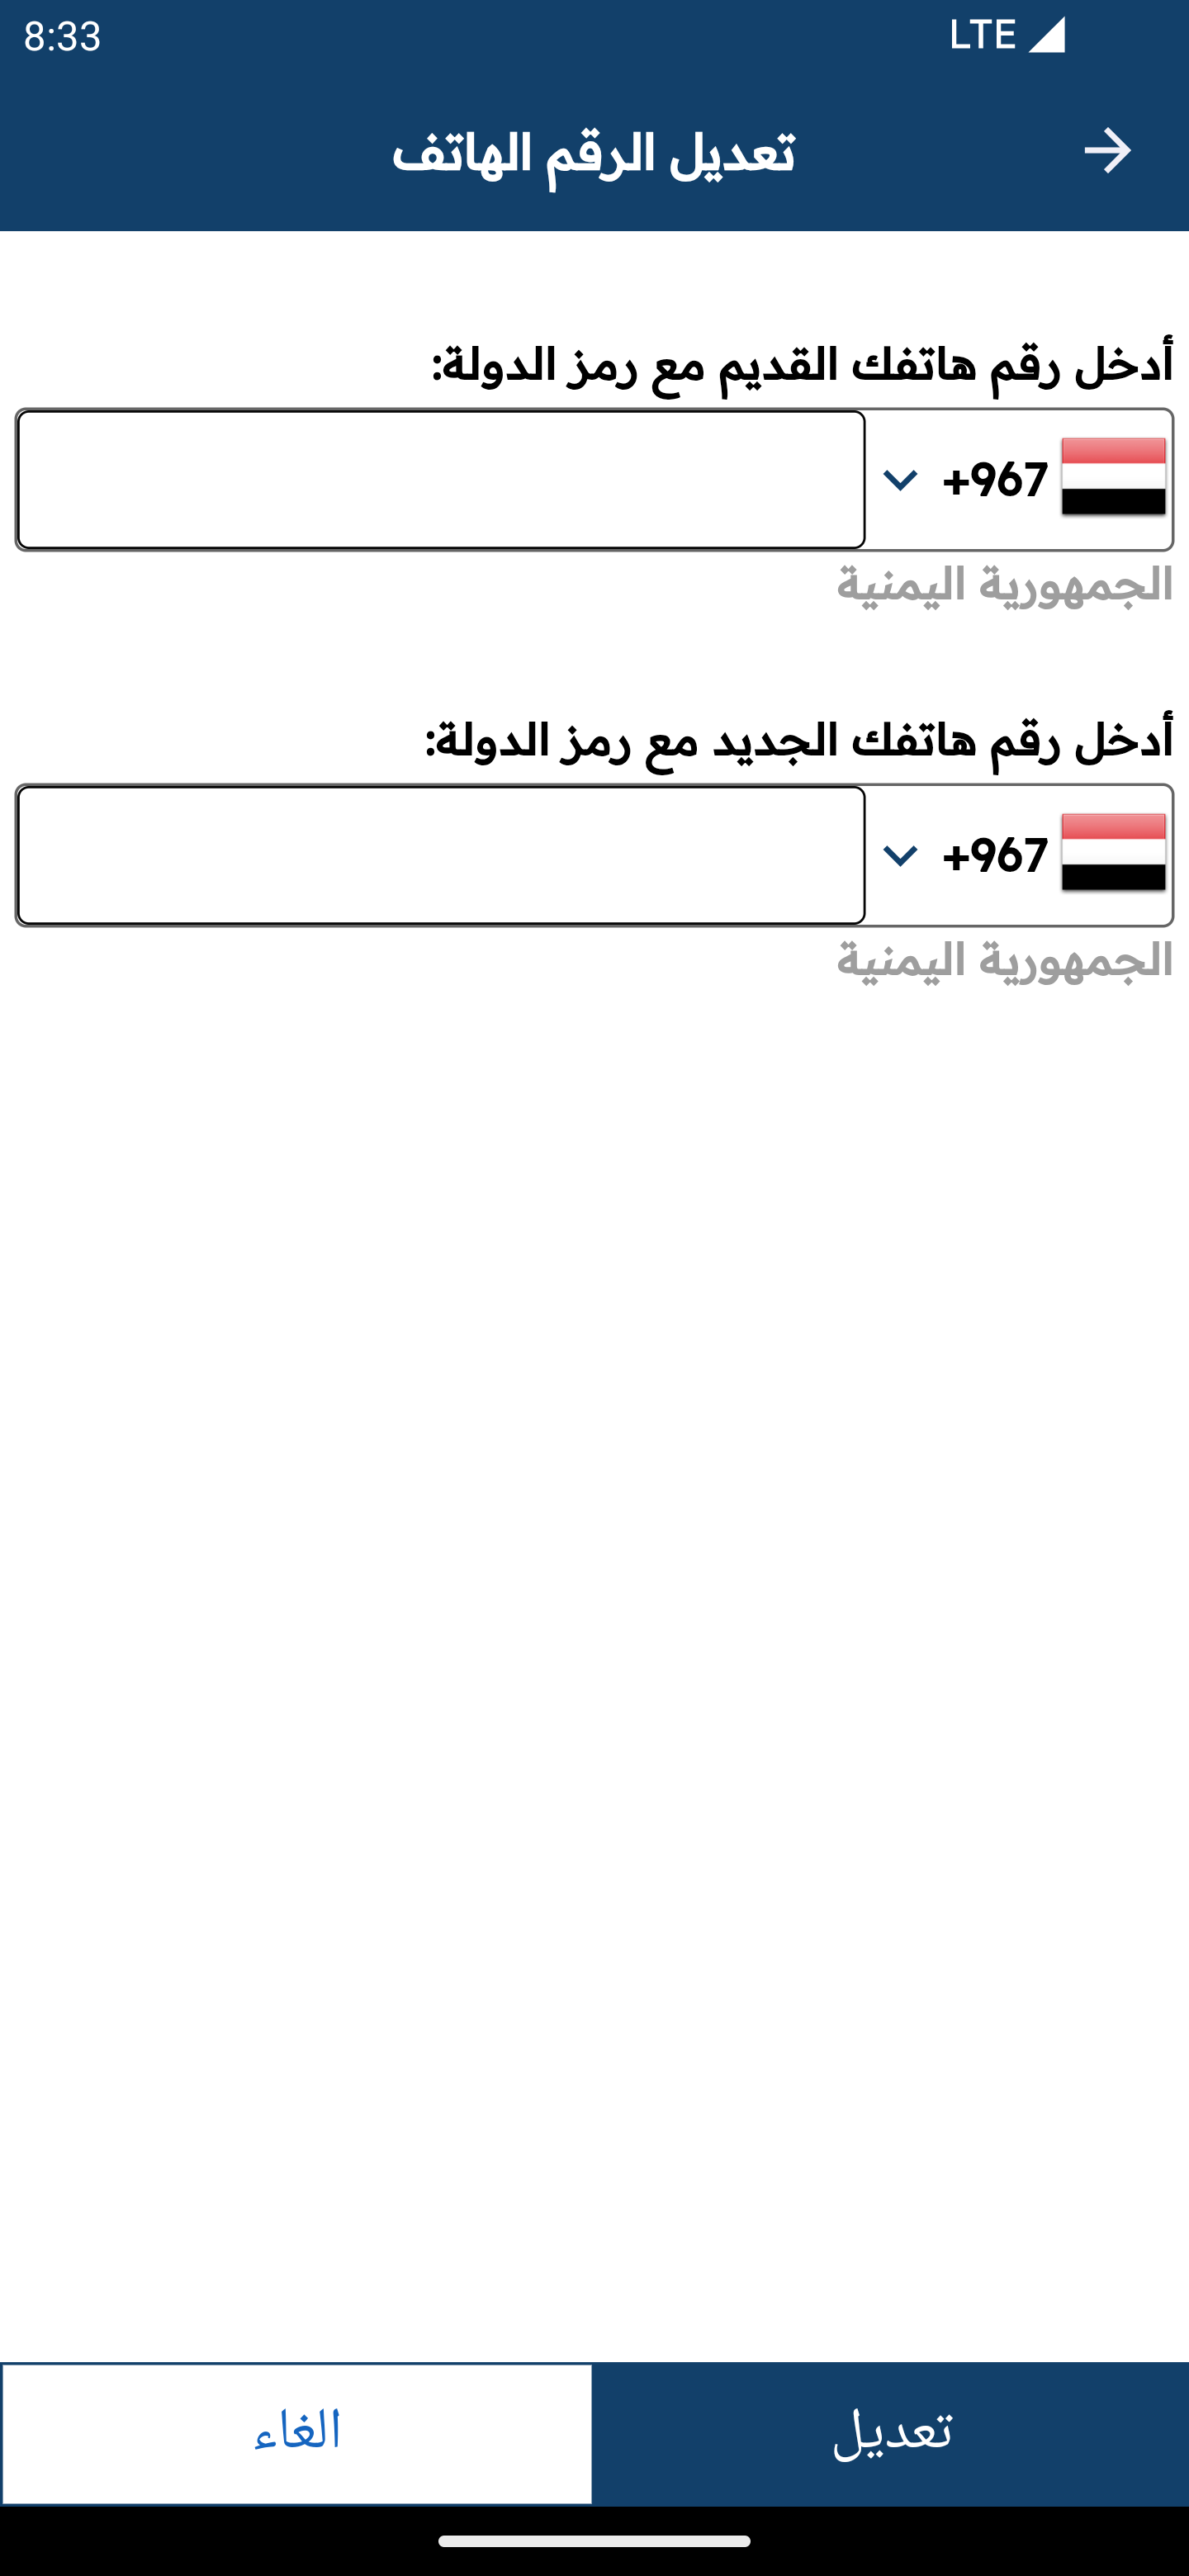 8:33 LTE
تعديل الرقم الهاتف
أدخل رقم هاتفك القديم مع رمز الدولة:
+967
الجمهورية اليمنية
أدخل رقم هاتفك الجديد مع رمز الدولة:
+967
الجمهورية اليمنية
تعديل
الغاء